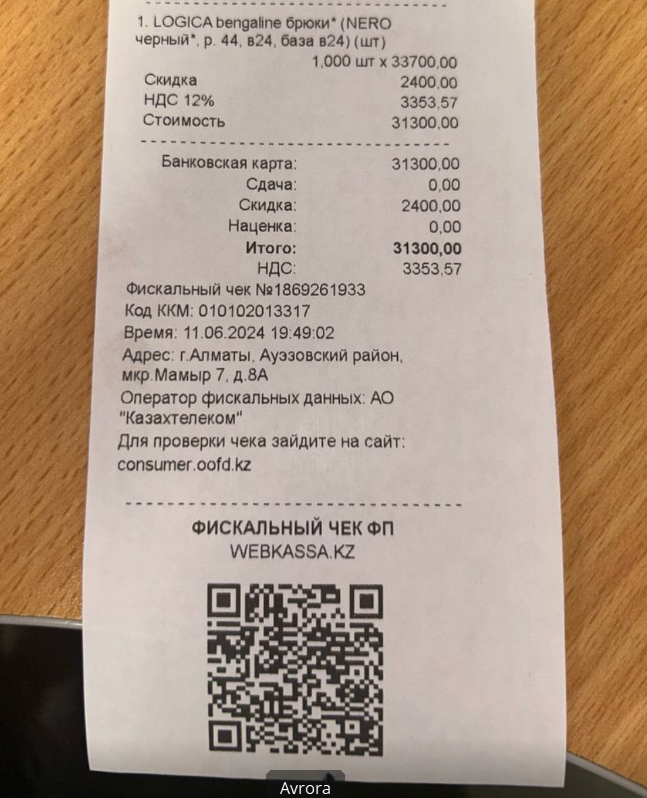 1. LOGICA bengaline брюки* (NERO
черный*, р. 44, в24, база в24) (шт)
1,000 шт x 33700,00
Скидка 2400,00
НДС 12% 3353,57
Стоимость 31300,00
Банковская карта: 31300,00
Сдача: 0,00
Скидка: 2400,00
Наценка: 0,00
Итого: 31300,00
НДС: 3353,57
Фискальный чек №1869261933
Код ККМ: 010102013317
Время: 11.06.2024 19:49:02
Адрес: г.Алматы, Ауэзовский район,
мкр.Мамыр 7, д.8А
Оператор фискальных данных: АО
"Казахтелеком"
Для проверки чека зайдите на сайт:
consumer.oofd.kz
ФИСКАЛЬНЫЙ ЧЕК ФП
WEBKASSA.KZ
Avrora